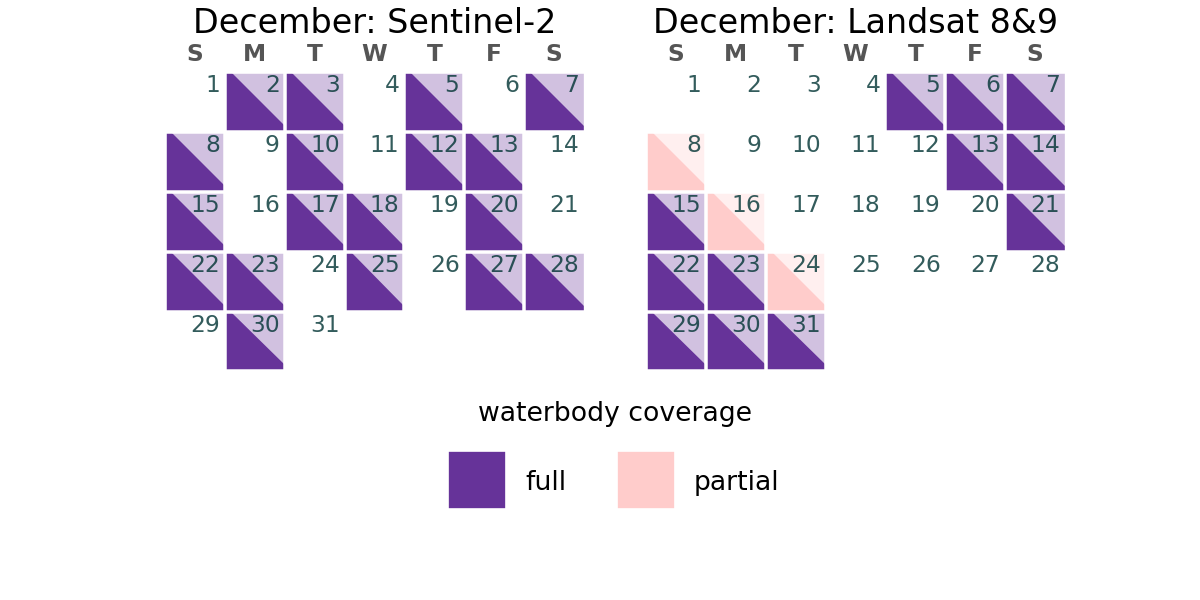 December: Sentinel-2
S M T W T F S
1 2 3 4 5 6 7
8 9 10 11 12 13 14
15 16 17 18 19 20 21
22 23 24 25 26 27 28
29 30 31
December: Landsat 8&9
S M T W T F S
1 2 3 4 5 6 7
8 9 10 11 12 13 14
15 16 17 18 19 20 21
22 23 24 25 26 27 28
29 30 31
waterbody coverage
full partial